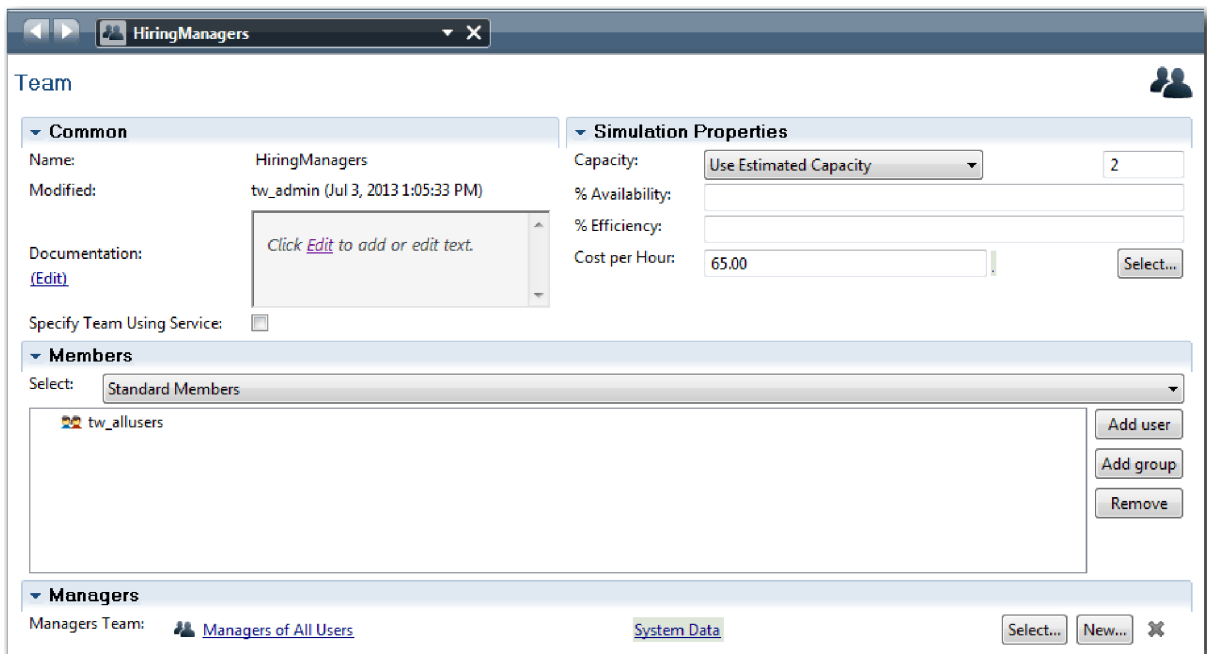 HiringManagers
Team
Common
Name: HiringManagers
Modified: tw_admin (Jul 3, 2013 1:05:33 PM)
Documentation:
(Edit)
Click Edit to add or edit text.
Specify Team Using Service:
Simulation Properties
Capacity: Use Estimated Capacity 2
% Availability:
% Efficiency:
Cost per Hour: 65.00 . Select...
Members
Select: Standard Members
tw_allusers
Add user
Add group
Remove
Managers
Managers Team: Managers of All Users System Data Select... New...